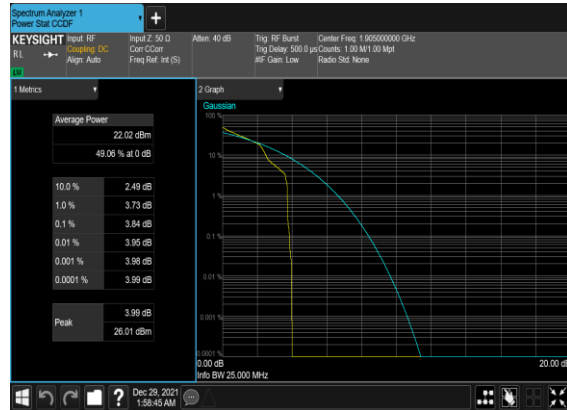 Spectrum Analyzer 1
Power Stat CCDF
KEYSIGHT
RL
Input: RF
Coupling: DC
Align: Auto
Input Z: 50 Ω
Corr CCorr
Freq Ref: Int (S)
Atten: 40 dB
Trig: RF Burst
Trig Delay: 500.0 µs
#IF Gain: Low
Center Freq: 1.905000000 GHz
Counts: 1.00 M/1.00 Mpt
Radio Std: None
1 Metrics
Average Power
22.02 dBm
49.06 % at 0 dB
10.0 % 2.49 dB
1.0 % 3.73 dB
0.1 % 3.84 dB
0.01 % 3.95 dB
0.001 % 3.98 dB
0.0001 % 3.99 dB
Peak
3.99 dB
26.01 dBm
2 Graph
Gaussian
100 %
10 %
1 %
0.1 %
0.01 %
0.001 %
0.0001 %
0.00 dB
20.00 dB
Info BW 25.000 MHz
Dec 29, 2021
1:58:45 AM